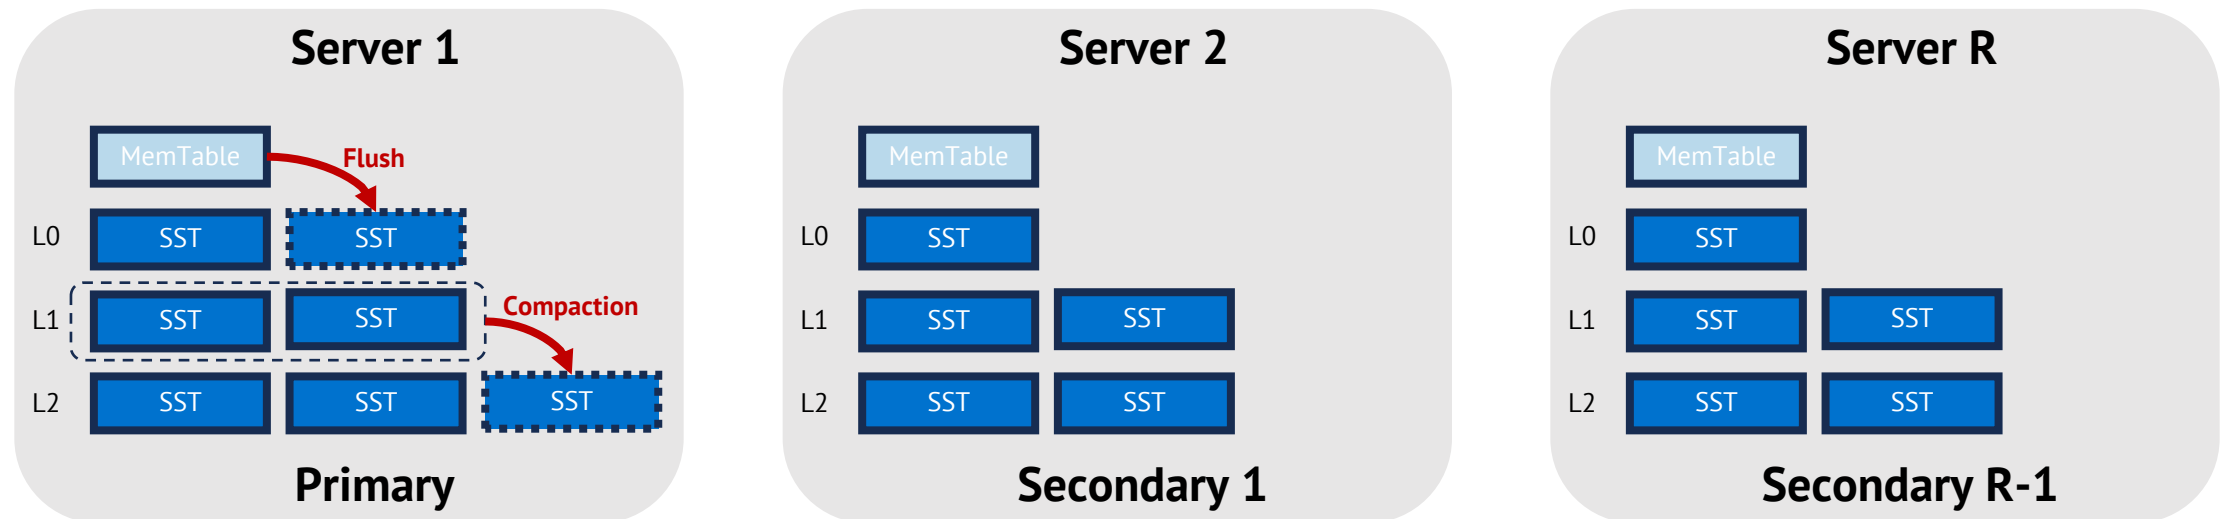 Server 1
MemTable
Flush
L0
SST
SST
L1
SST
SST
Compaction
L2
SST
SST
SST
Primary
Server 2
MemTable
L0
SST
L1
SST
SST
L2
SST
SST
Secondary 1
Server R
MemTable
L0
SST
L1
SST
SST
L2
SST
SST
Secondary R-1